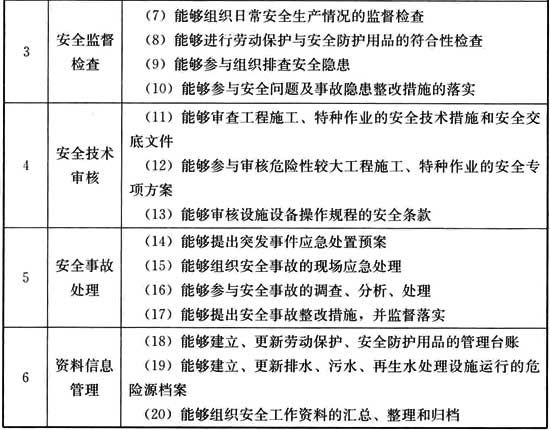 3
安全监督
检查
(7) 能够组织日常安全生产情况的监督检查
(8) 能够进行劳动保护与安全防护用品的符合性检查
(9) 能够参与组织排查安全隐患
(10) 能够参与安全问题及事故隐患整改措施的落实
4
安全技术
审核
(11) 能够审查工程施工、特种作业的安全技术措施和安全交
底文件
(12) 能够参与审核危险性较大工程施工、特种作业的安全专
项方案
(13) 能够审核设施设备操作规程的安全条款
5
安全事故
处理
(14) 能够提出突发事件应急处置预案
(15) 能够组织安全事故的现场应急处理
(16) 能够参与安全事故的调查、分析、处理
(17) 能够提出安全事故整改措施，并监督落实
6
资料信息
管理
(18) 能够建立、更新劳动保护、安全防护用品的管理台账
(19) 能够建立、更新排水、污水、再生水处理设施运行的危
险源档案
(20) 能够组织安全工作资料的汇总、整理和归档